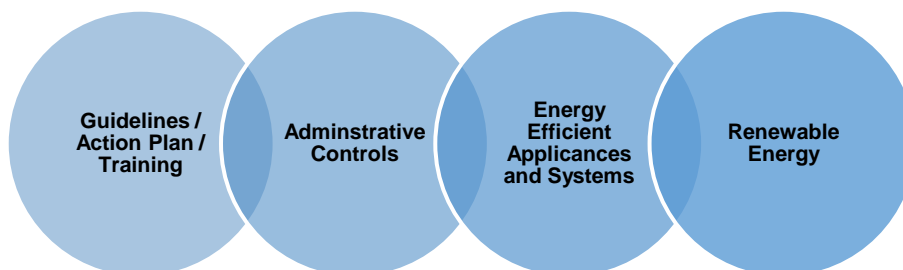 Guidelines /
Action Plan /
Training
Adminstrative
Controls
Energy
Efficient
Applicances
and Systems
Renewable
Energy